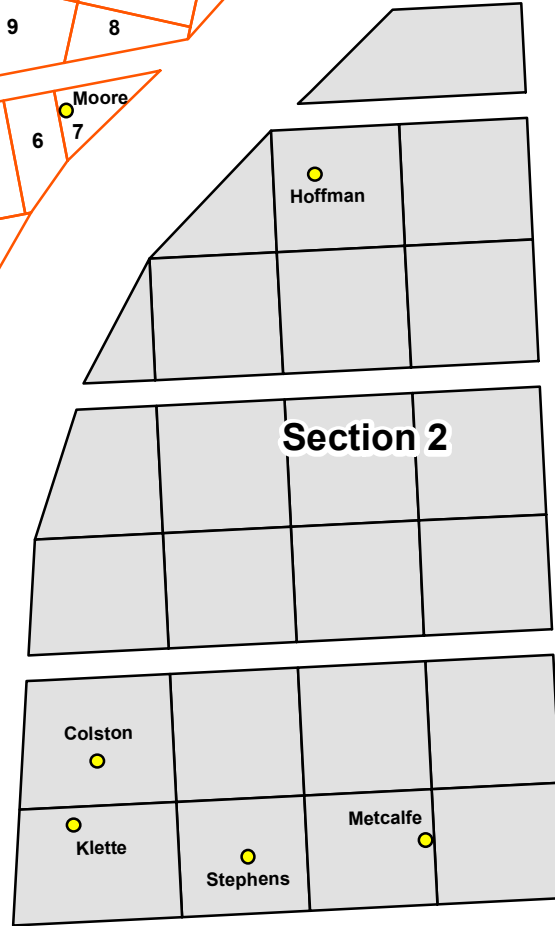 9
8
Moore
6
7
Hoffman
Section 2
Colston
Klette
Metcalfe
Stephens